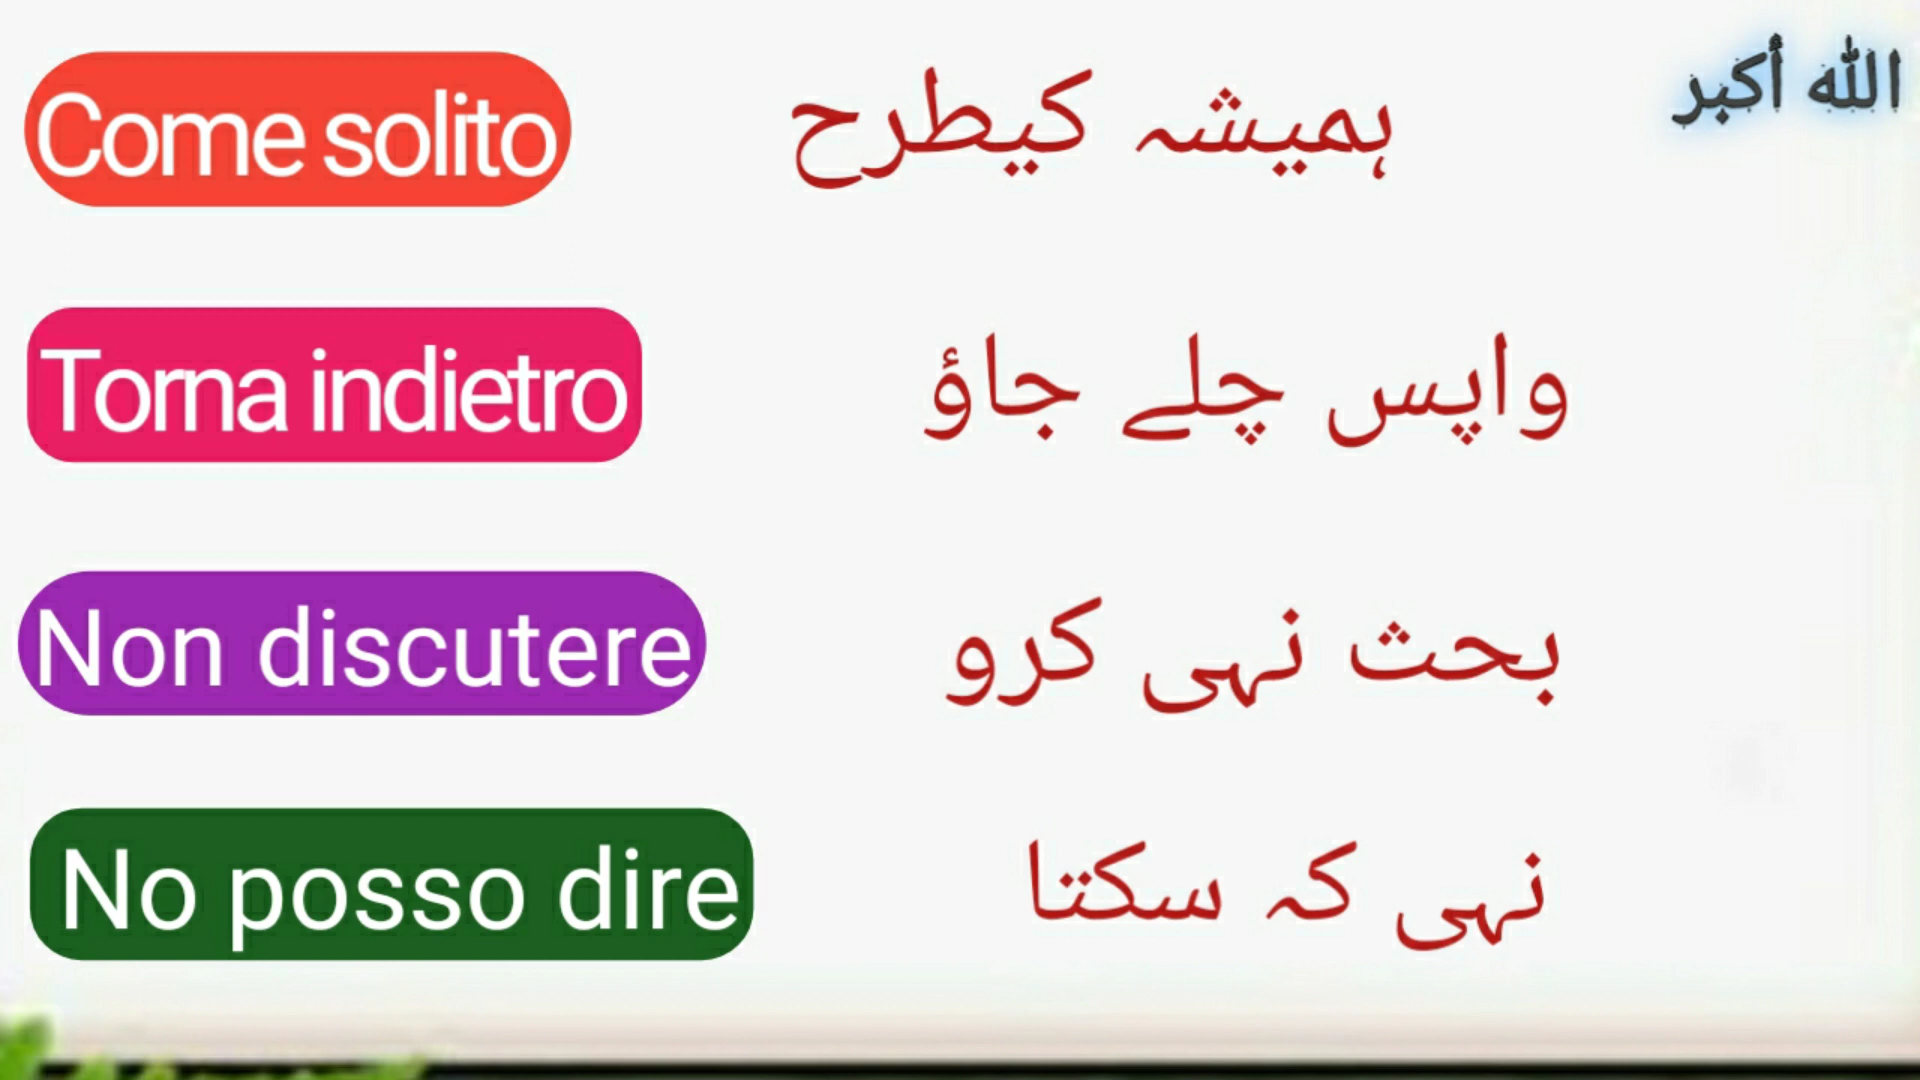 الله أكبر
Come solito ہمیشہ کیطرح
Torna indietro واپس چلے جاؤ
Non discutere بحث نہی کرو
No posso dire نہی کہ سکتا